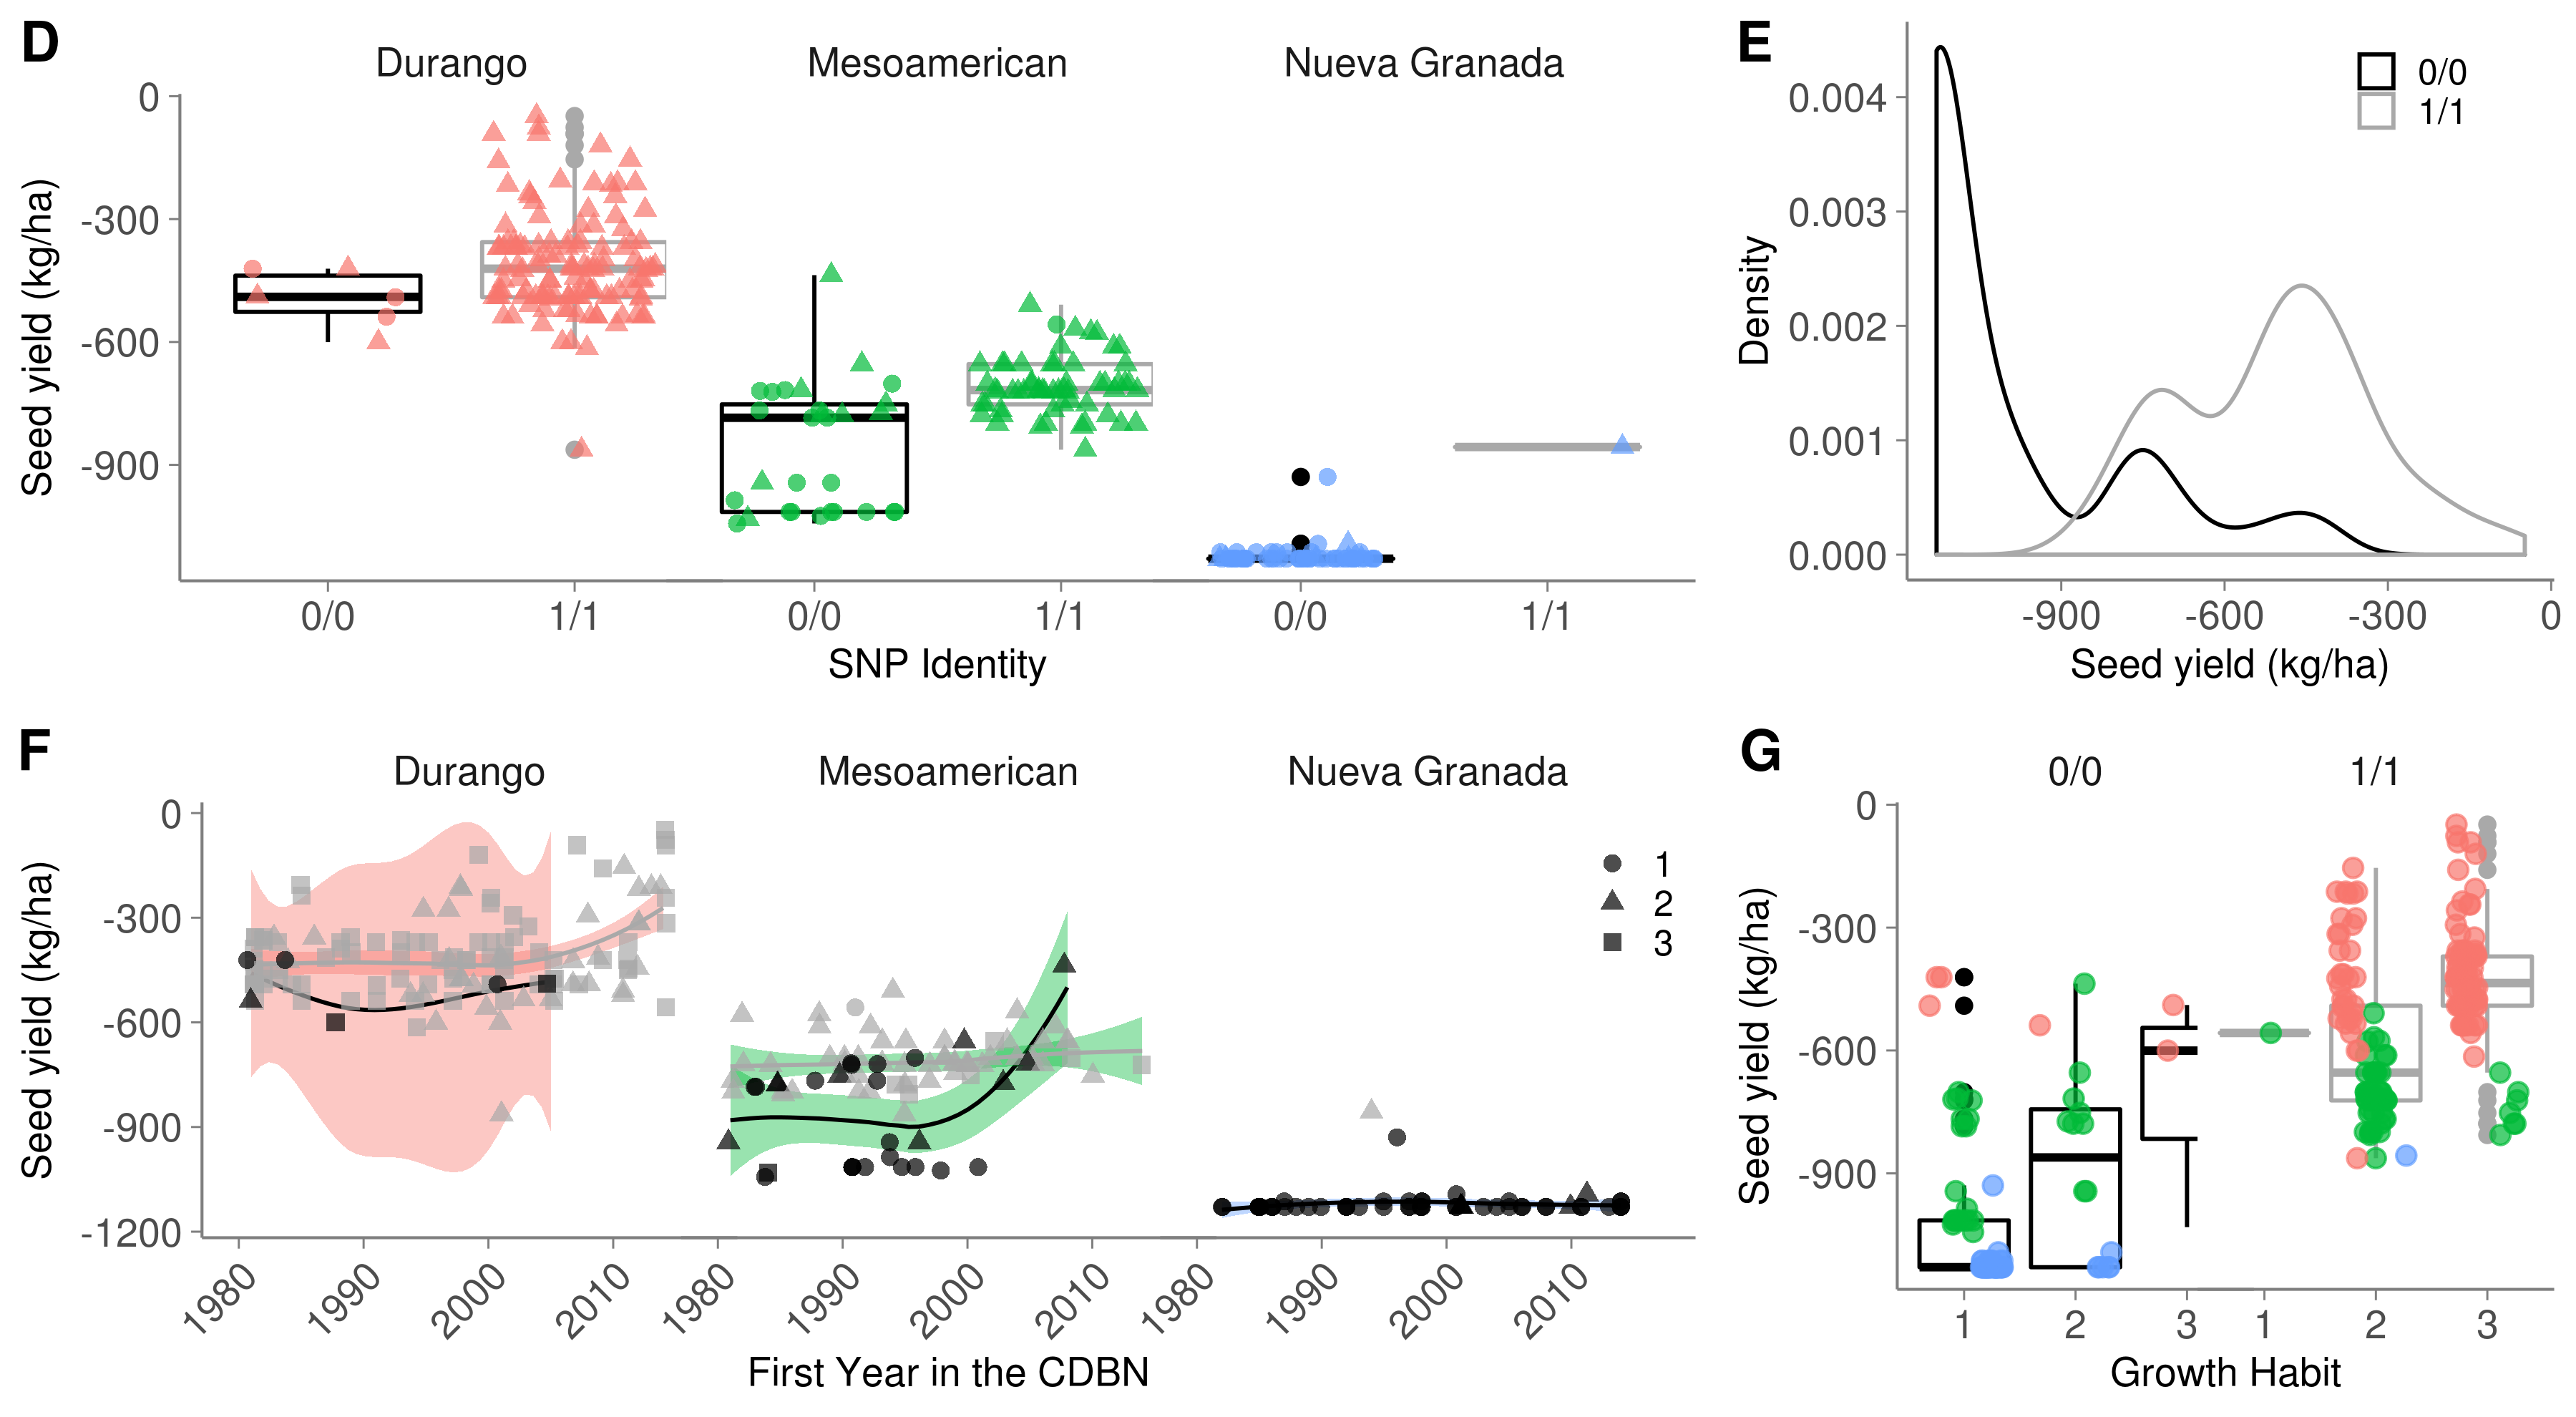 D
Durango Mesoamerican Nueva Granada
Seed yield (kg/ha)
0
-300
-600
-900
0/0 1/1 0/0 1/1 0/0 1/1
SNP Identity
E
0/0
1/1
Density
0.004
0.003
0.002
0.001
0.000
-900 -600 -300 0
Seed yield (kg/ha)
F
Durango Mesoamerican Nueva Granada
Seed yield (kg/ha)
0
-300
-600
-900
-1200
1
2
3
1980 1990 2000 2010 1980 1990 2000 2010 1980 1990 2000 2010
First Year in the CDBN
G
0/0 1/1
Seed yield (kg/ha)
0
-300
-600
-900
1 2 3 1 2 3
Growth Habit